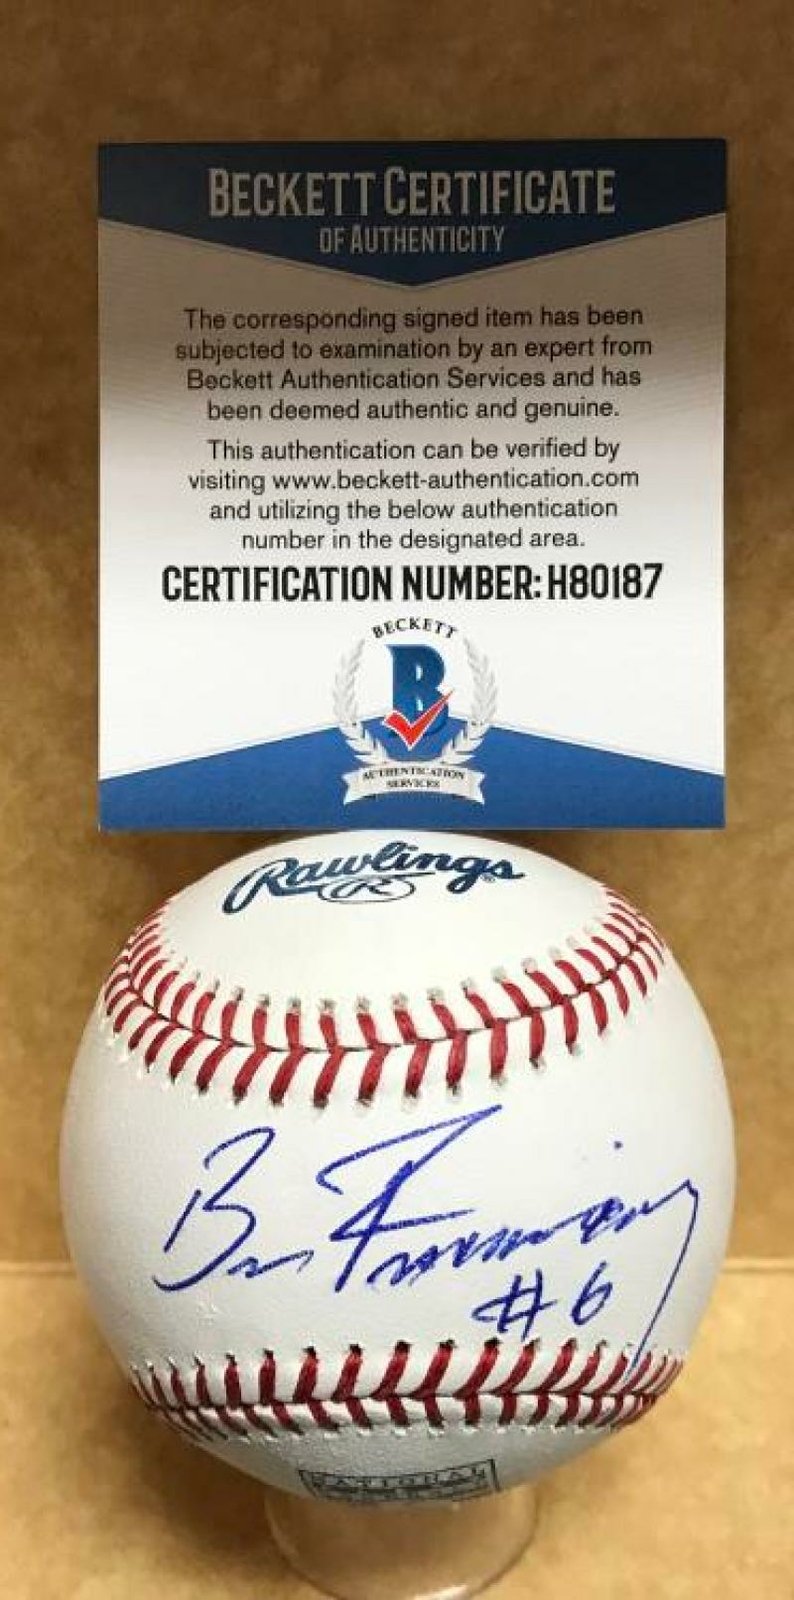 BECKETT CERTIFICATE
OF AUTHENTICITY
The corresponding signed item has been
subjected to examination by an expert from
Beckett Authentication Services and has
been deemed authentic and genuine.
This authentication can be verified by
visiting www.beckett-authentication.com
and utilizing the below authentication
number in the designated area.
CERTIFICATION NUMBER: H80187
BECKETT
B
AUTHENTICATION
SERVICES
Rawlings®
R
#6
NATIONAL